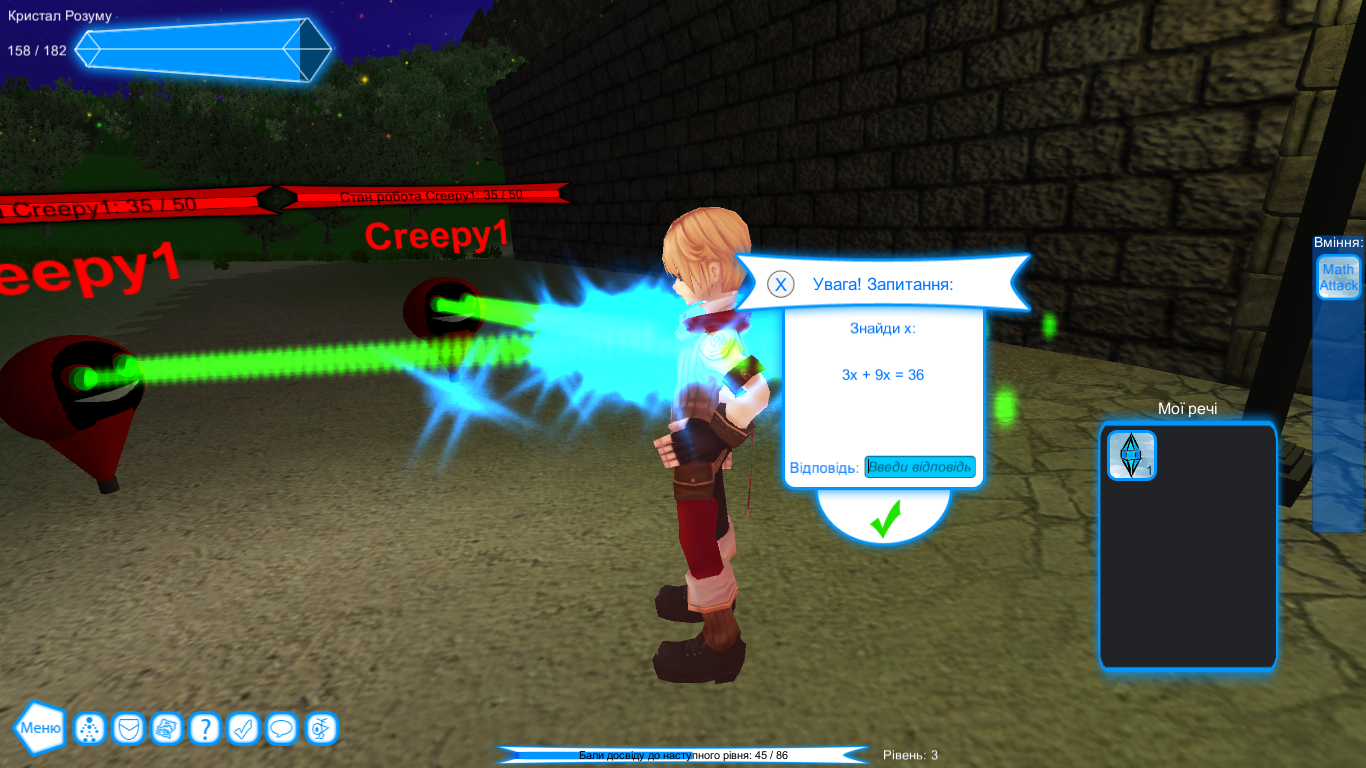 Кристал Розуму
158 / 182
Creepy1: 35 / 50
Стан робота Creepy1: 35 / 50
eepy1
Creepy1
X
Увага! Запитання:
Знайди x:
3x + 9x = 36
Відповідь:
Введи відповідь
Вміння:
Math
Attack
Мої речі
1
Меню
?
Бали досвіду до наступного рівня: 45 / 86
Рівень: 3